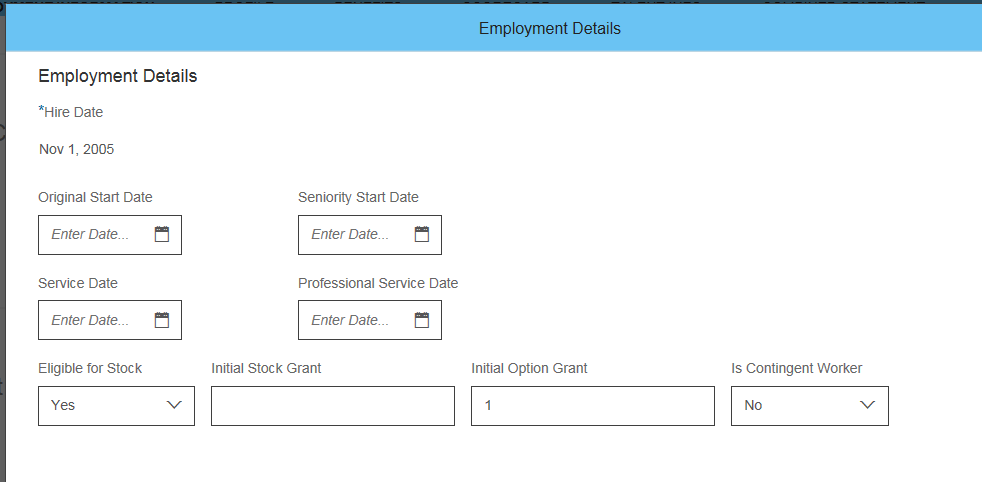 Employment Details
Employment Details
*Hire Date
Nov 1, 2005
Original Start Date Seniority Start Date
Enter Date... Enter Date...
Service Date Professional Service Date
Enter Date... Enter Date...
Eligible for Stock Initial Stock Grant Initial Option Grant Is Contingent Worker
Yes 1 No